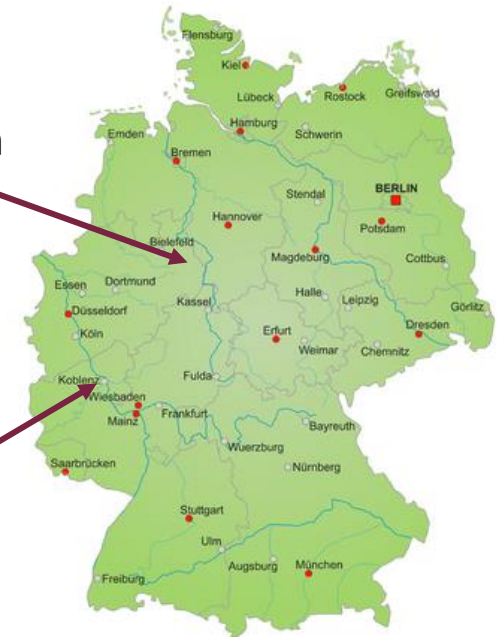 Flensburg
Kiel
Rostock
Greifswald
Lübeck
Hamburg
Schwerin
Emden
Bremen
Stendal
BERLIN
Hannover
Potsdam
Bielefeld
Magdeburg
Cottbus
Essen
Dortmund
Halle
Kassel
Leipzig
Görlitz
Düsseldorf
Erfurt
Dresden
Köln
Weimar
Chemnitz
Koblenz
Fulda
Wiesbaden
Mainz
Frankfurt
Bayreuth
Wuerzburg
Saarbrücken
Nürnberg
Stuttgart
Ulm
Augsburg
München
Freiburg